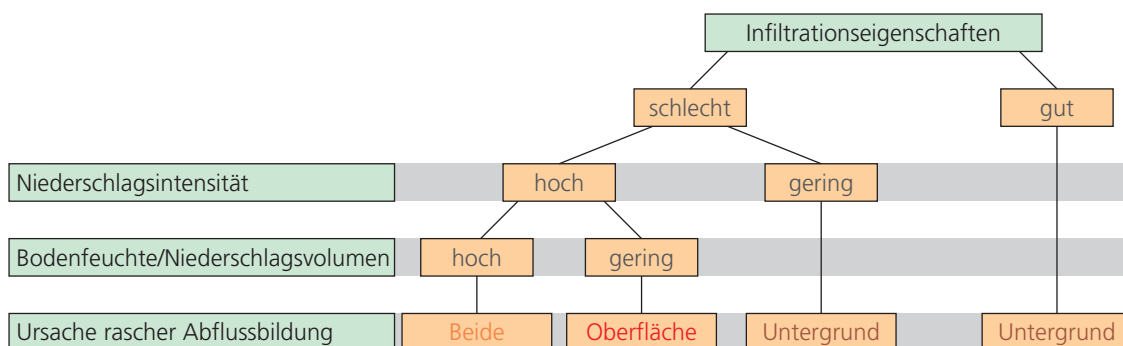 Infiltrationseigenschaften
schlecht gut
Niederschlagsintensität hoch gering
Bodenfeuchte/Niederschlagsvolumen hoch gering
Ursache rascher Abflussbildung Beide Oberfläche Untergrund Untergrund